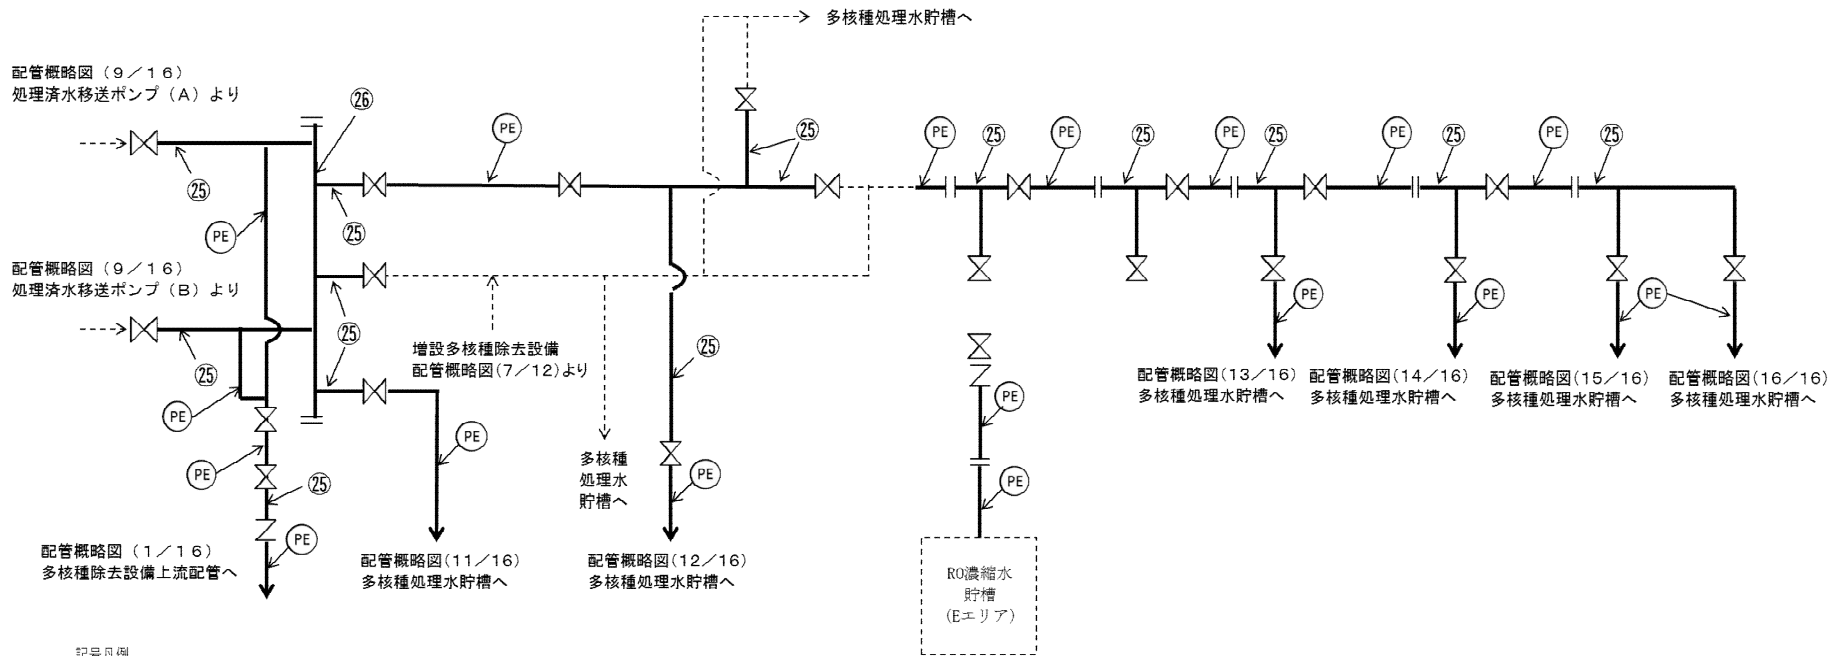 多核種処理水貯槽へ
配管概略図（9／16）
処理済水移送ポンプ（A）より
㉖
PE
㉕
PE
㉕
PE
㉕
PE
㉕
PE
㉕
PE
㉕
㉕
㉕
PE
配管概略図（9／16）
処理済水移送ポンプ（B）より
PE
PE
PE
㉕
㉕
㉕
増設多核種除去設備
配管概略図(7／12)より
配管概略図(13／16)
多核種処理水貯槽へ
配管概略図(14／16)
多核種処理水貯槽へ
配管概略図(15／16)
多核種処理水貯槽へ
配管概略図(16／16)
多核種処理水貯槽へ
PE
PE
PE
PE
㉕
多核種
処理水
貯槽へ
PE
PE
PE
配管概略図（1／16）
多核種除去設備上流配管へ
配管概略図(11／16)
多核種処理水貯槽へ
配管概略図(12／16)
多核種処理水貯槽へ
RO濃縮水
貯槽
(Eエリア)
記号凡例